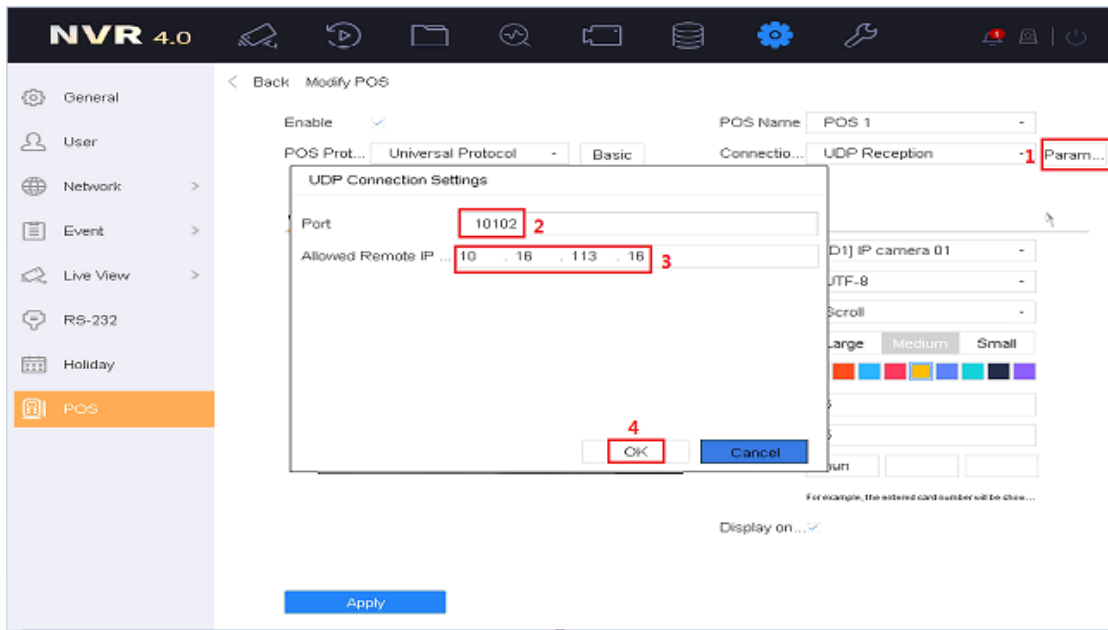 NVR 4.0
General
User
Network
Event
Live View
RS-232
Holiday
POS
Back Modify POS
Enable
POS Name POS 1
POS Prot... Universal Protocol Basic
Connectio... UDP Reception 1 Param...
UDP Connection Settings
Port 10102 2
Allowed Remote IP ... 10 . 16 . 113 . 16 3
D1] IP camera 01
UTF-8
Scroll
Large Medium Small
4
OK Cancel
For example, the entered card number will be show...
Display on...
Apply